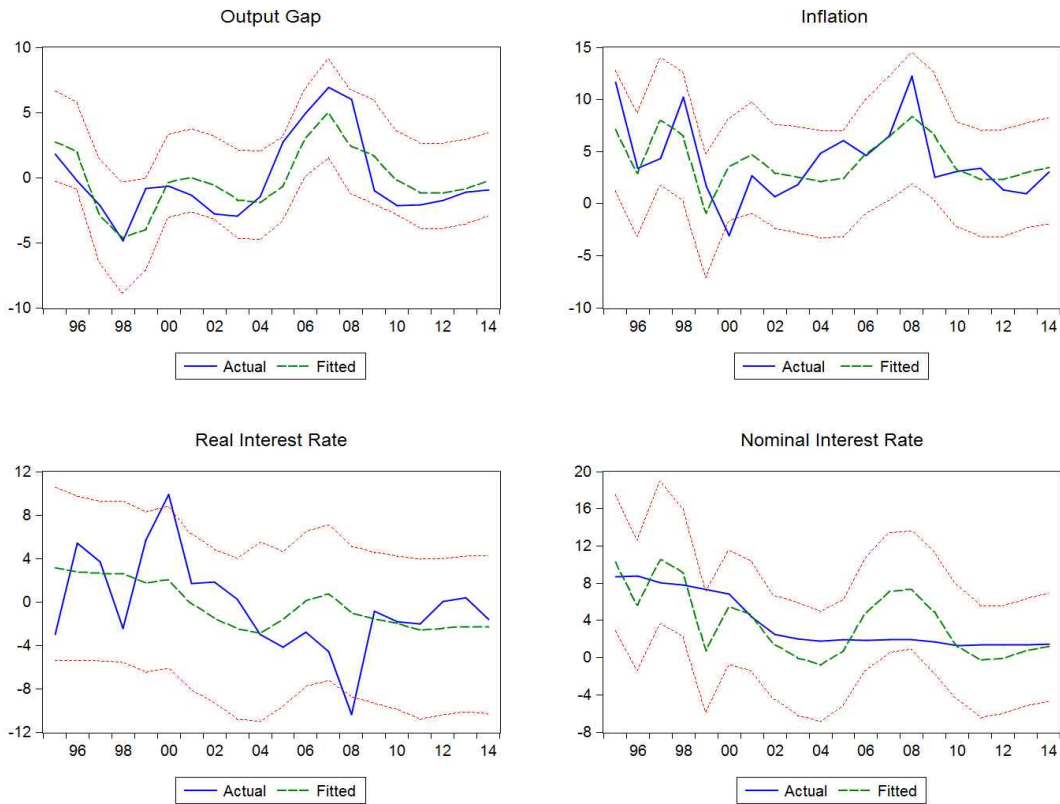 Output Gap
10
5
0
-5
-10
96 98 00 02 04 06 08 10 12 14
Actual Fitted
Inflation
15
10
5
0
-5
-10
96 98 00 02 04 06 08 10 12 14
Actual Fitted
Real Interest Rate
12
8
4
0
-4
-8
-12
96 98 00 02 04 06 08 10 12 14
Actual Fitted
Nominal Interest Rate
20
16
12
8
4
0
-4
-8
96 98 00 02 04 06 08 10 12 14
Actual Fitted